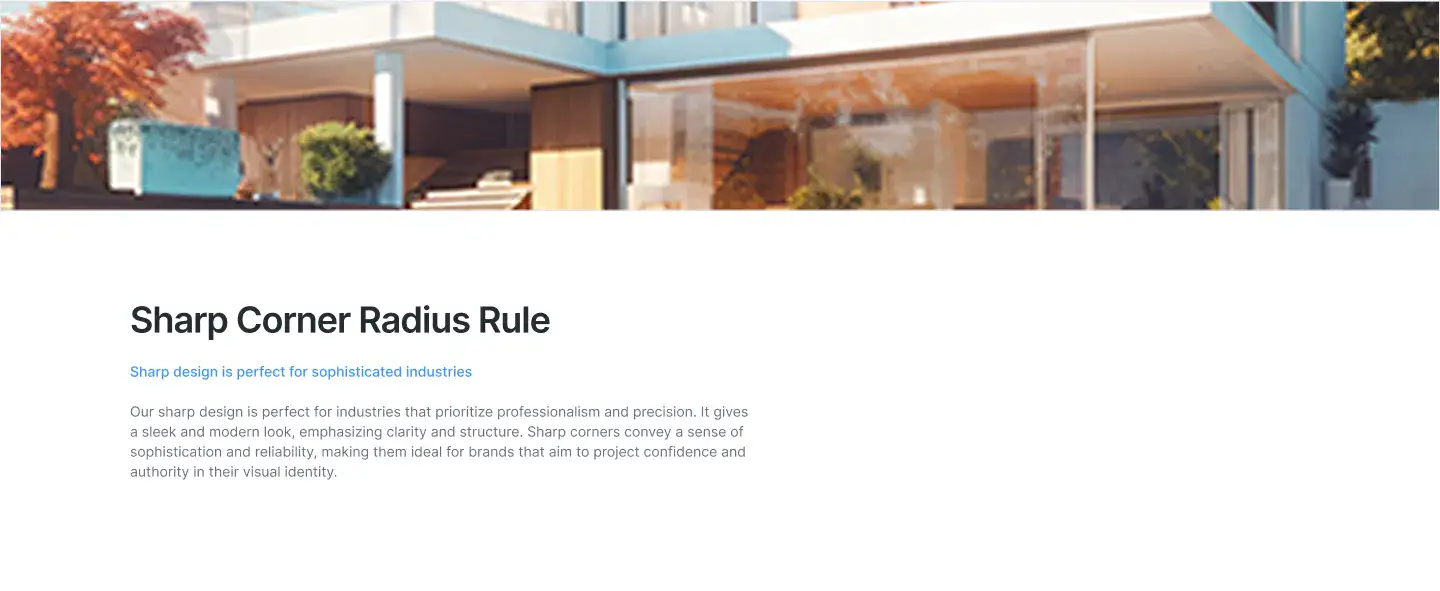 Sharp Corner Radius Rule
Sharp design is perfect for sophisticated industries
Our sharp design is perfect for industries that prioritize professionalism and precision. It gives
a sleek and modern look, emphasizing clarity and structure. Sharp corners convey a sense of
sophistication and reliability, making them ideal for brands that aim to project confidence and
authority in their visual identity.